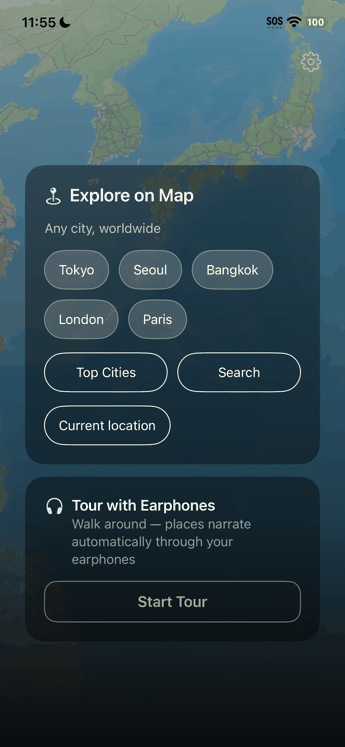 11:55
SOS
100
Explore on Map
Any city, worldwide
Tokyo
Seoul
Bangkok
London
Paris
Top Cities
Search
Current location
Tour with Earphones
Walk around — places narrate
automatically through your
earphones
Start Tour